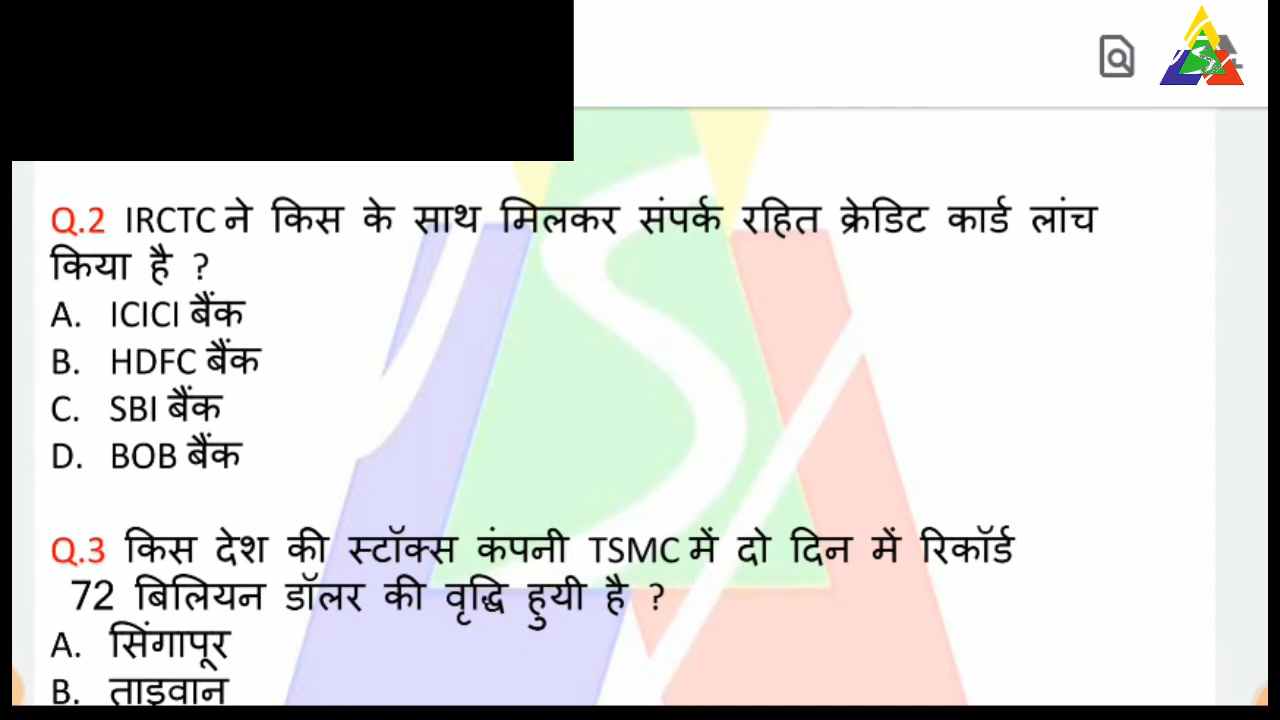 Q.2 IRCTC ने किस के साथ मिलकर संपर्क रहित क्रेडिट कार्ड लांच
किया है ?
A. ICICI बैंक
B. HDFC बैंक
C. SBI बैंक
D. BOB बैंक
Q.3 किस देश की स्टॉक्स कंपनी TSMC में दो दिन में रिकॉर्ड
72 बिलियन डॉलर की वृद्धि हुयी है ?
A. सिंगापूर
B. ताइवान